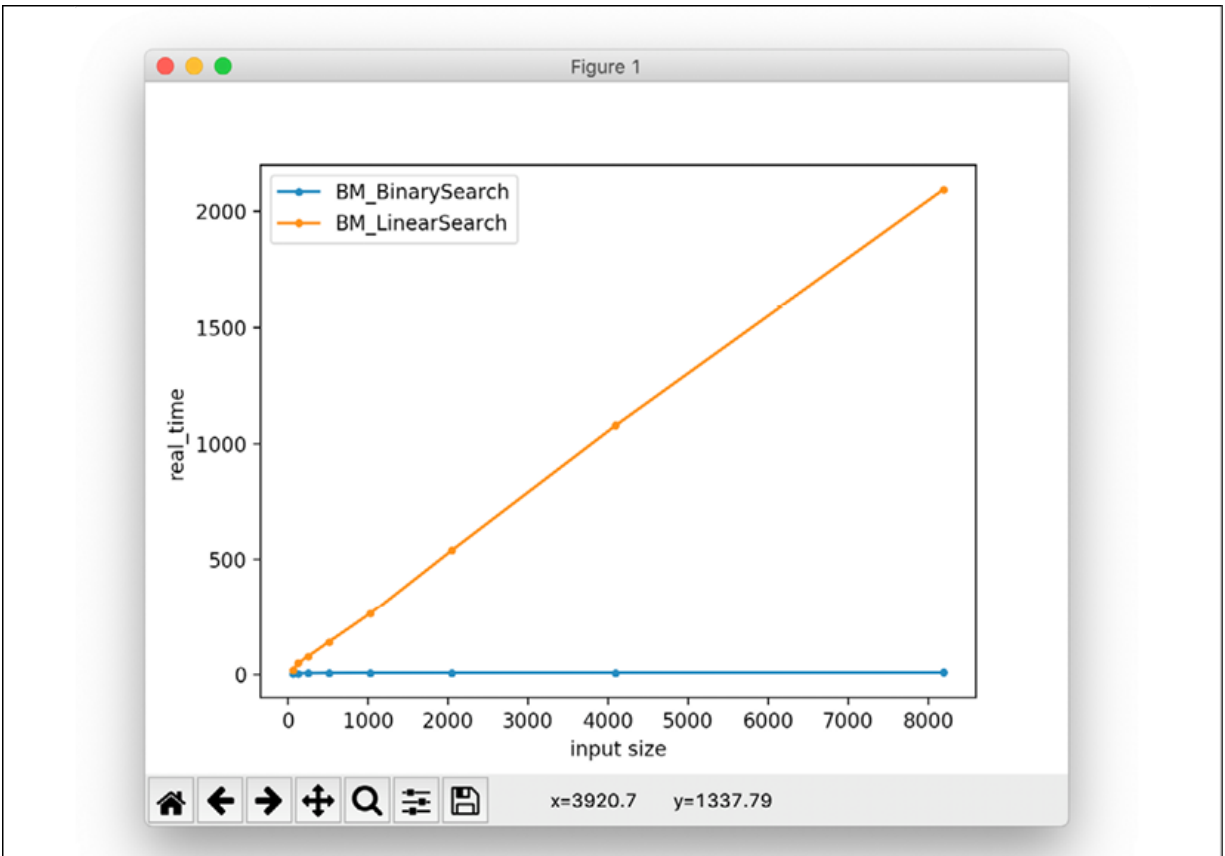 Figure 1
BM_BinarySearch
BM_LinearSearch
2000
1500
1000
500
0
real_time
0 1000 2000 3000 4000 5000 6000 7000 8000
input size
x=3920.7 y=1337.79